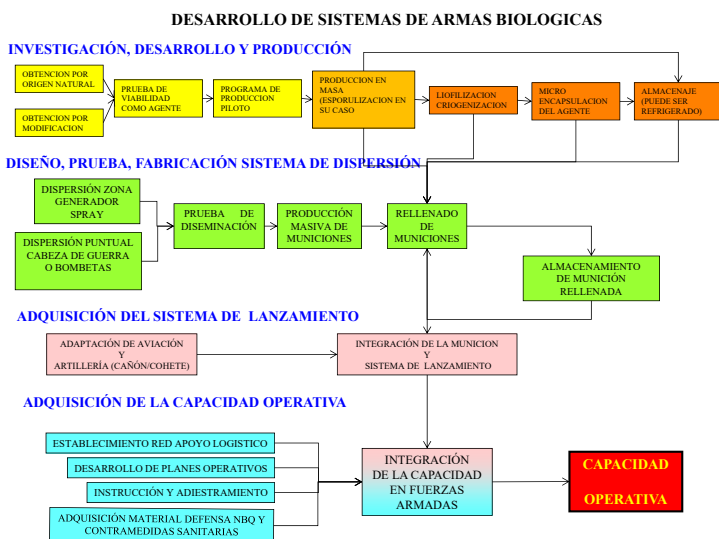 DESARROLLO DE SISTEMAS DE ARMAS BIOLOGICAS
INVESTIGACIÓN, DESARROLLO Y PRODUCCIÓN
OBTENCION POR
ORIGEN NATURAL
OBTENCION POR
MODIFICACION
PRUEBA DE
VIABILIDAD
COMO AGENTE
PROGRAMA DE
PRODUCCION
PILOTO
PRODUCCION EN
MASA
(ESPORULIZACION EN
SU CASO
LIOFILIZACION
CRIOGENIZACION
MICRO
ENCAPSULACION
DEL AGENTE
ALMACENAJE
(PUEDE SER
REFRIGERADO)
DISEÑO, PRUEBA, FABRICACIÓN SISTEMA DE DISPERSIÓN
DISPERSIÓN ZONA
GENERADOR
SPRAY
DISPERSIÓN PUNTUAL
CABEZA DE GUERRA
O BOMBETAS
PRUEBA DE
DISEMINACIÓN
PRODUCCIÓN
MASIVA DE
MUNICIONES
RELLENADO
DE
MUNICIONES
ALMACENAMIENTO
DE MUNICIÓN
RELLENADA
ADQUISICIÓN DEL SISTEMA DE LANZAMIENTO
ADAPTACIÓN DE AVIACIÓN
Y
ARTILLERÍA (CAÑÓN/COHETE)
INTEGRACIÓN DE LA MUNICION
Y
SISTEMA DE LANZAMIENTO
ADQUISICIÓN DE LA CAPACIDAD OPERATIVA
ESTABLECIMIENTO RED APOYO LOGISTICO
DESARROLLO DE PLANES OPERATIVOS
INSTRUCCIÓN Y ADIESTRAMIENTO
ADQUISICIÓN MATERIAL DEFENSA NBQ Y
CONTRAMEDIDAS SANITARIAS
INTEGRACIÓN
DE LA CAPACIDAD
EN FUERZAS
ARMADAS
CAPACIDAD
OPERATIVA